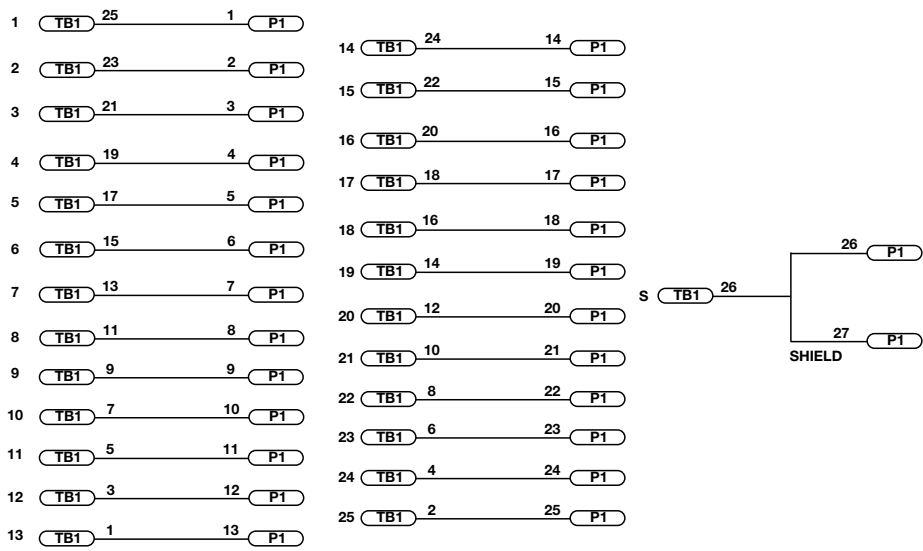 1 TB1 25 1 P1
2 TB1 23 2 P1
3 TB1 21 3 P1
4 TB1 19 4 P1
5 TB1 17 5 P1
6 TB1 15 6 P1
7 TB1 13 7 P1
8 TB1 11 8 P1
9 TB1 9 9 P1
10 TB1 7 10 P1
11 TB1 5 11 P1
12 TB1 3 12 P1
13 TB1 1 13 P1
14 TB1 24 14 P1
15 TB1 22 15 P1
16 TB1 20 16 P1
17 TB1 18 17 P1
18 TB1 16 18 P1
19 TB1 14 19 P1
20 TB1 12 20 P1
21 TB1 10 21 P1
22 TB1 8 22 P1
23 TB1 6 23 P1
24 TB1 4 24 P1
25 TB1 2 25 P1
S TB1 26
26 P1
27 P1
SHIELD